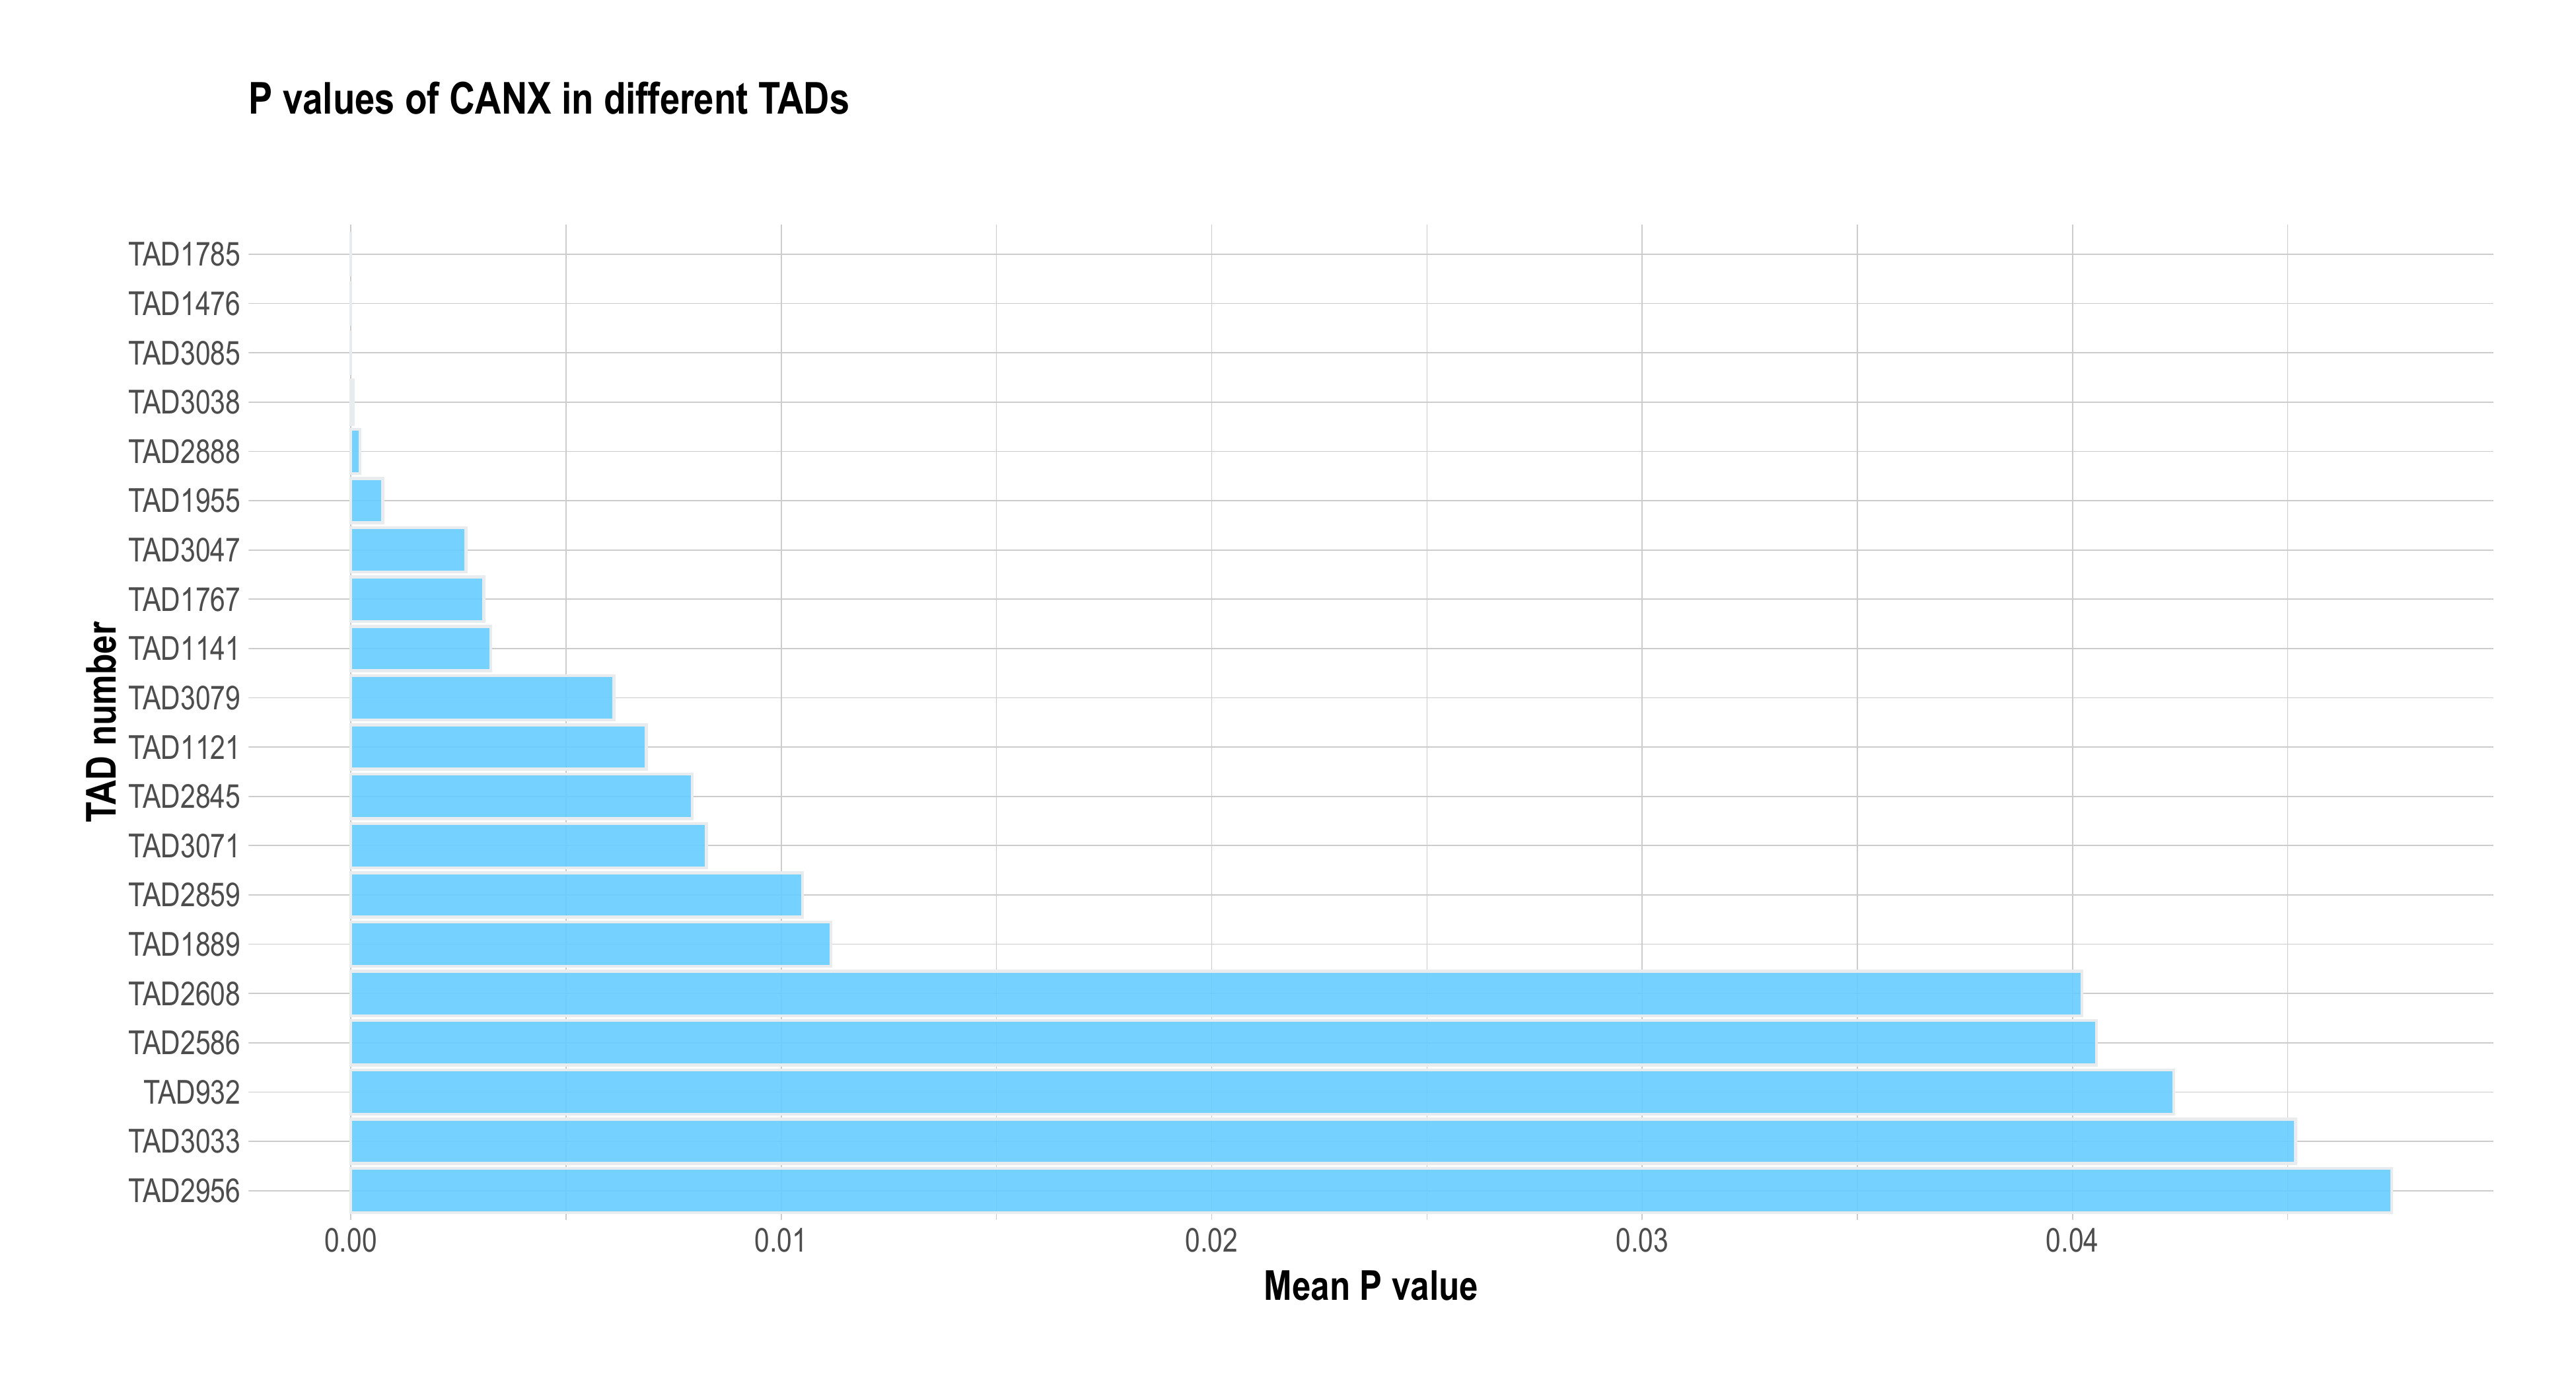 P values of CANX in different TADs
TAD number
TAD1785
TAD1476
TAD3085
TAD3038
TAD2888
TAD1955
TAD3047
TAD1767
TAD1141
TAD3079
TAD1121
TAD2845
TAD3071
TAD2859
TAD1889
TAD2608
TAD2586
TAD932
TAD3033
TAD2956
0.00 0.01 0.02 0.03 0.04
Mean P value